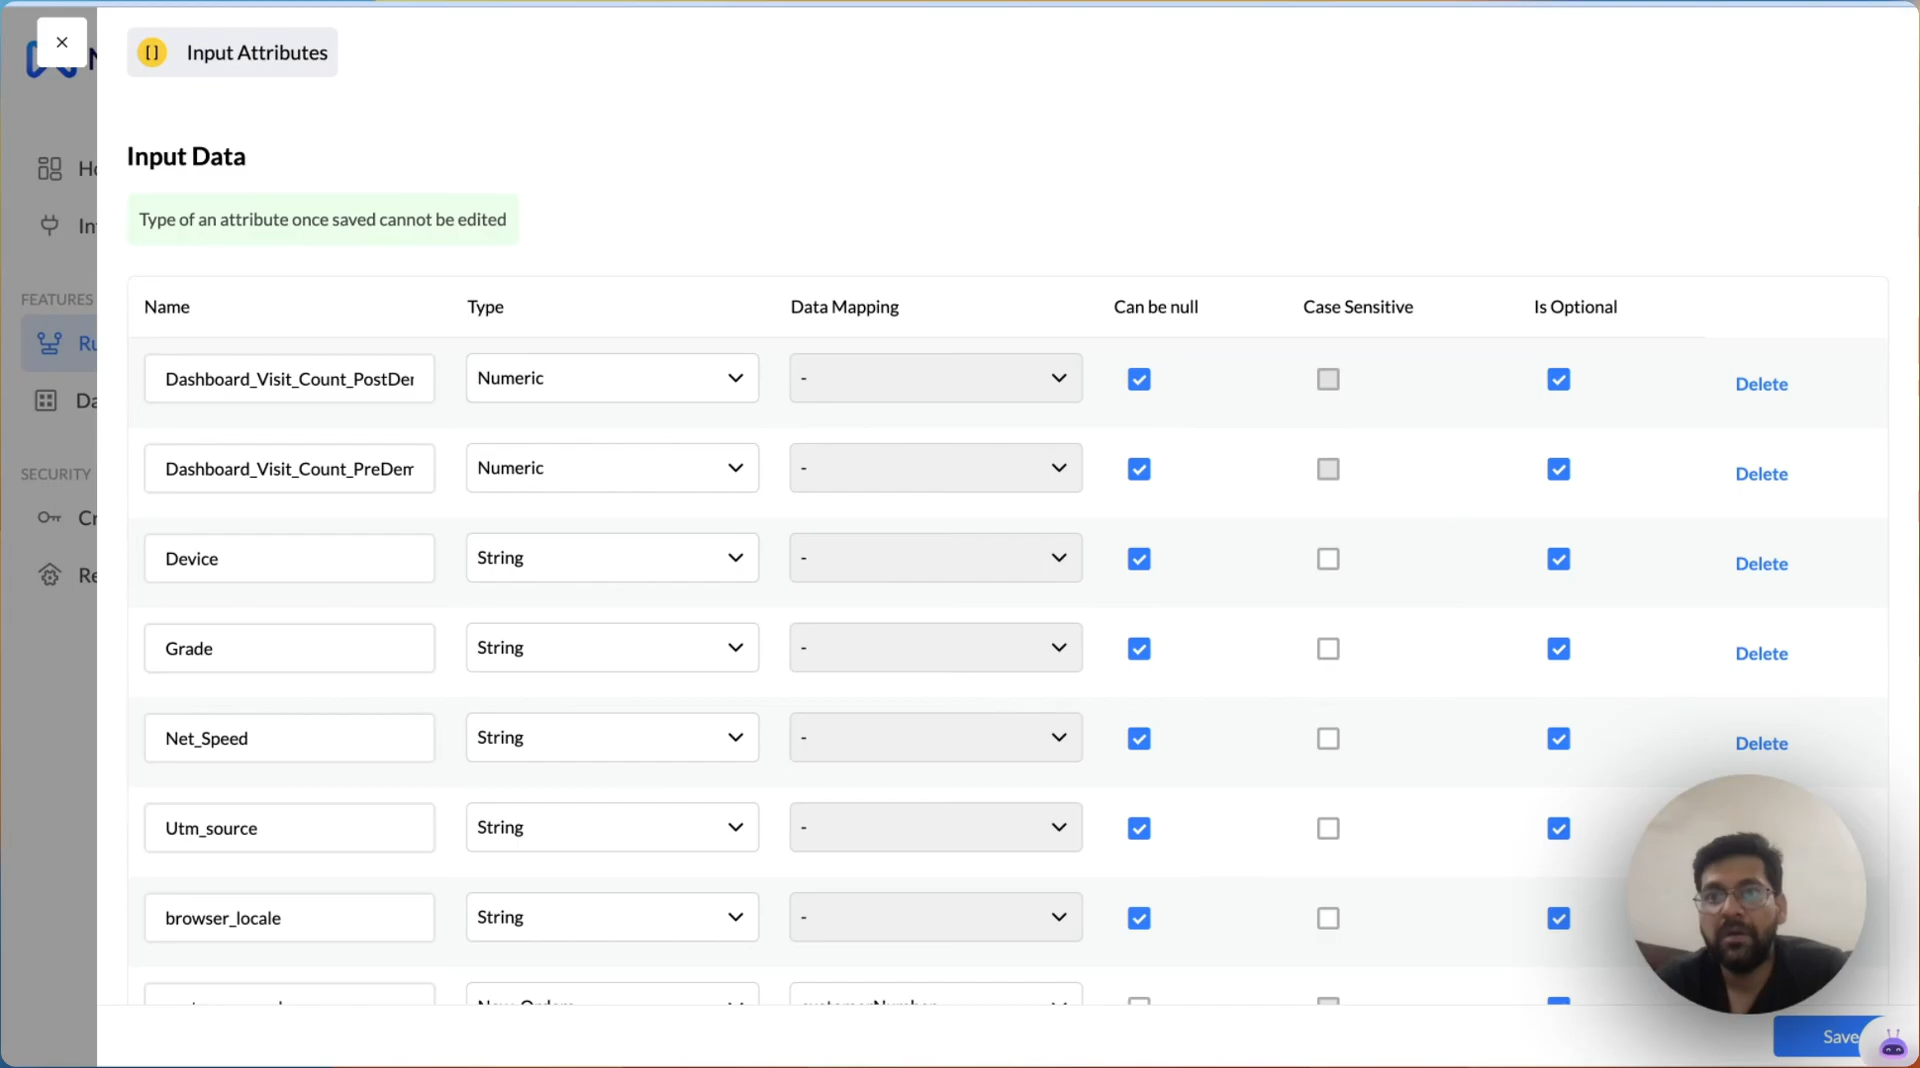 [] Input Attributes
Input Data
Type of an attribute once saved cannot be edited
FEATURES
SECURITY
Name Type Data Mapping Can be null Case Sensitive Is Optional
Dashboard_Visit_Count_PostDer Numeric - Delete
Dashboard_Visit_Count_PreDem Numeric - Delete
Device String - Delete
Grade String - Delete
Net_Speed String - Delete
Utm_source String -
browser_locale String -
Save